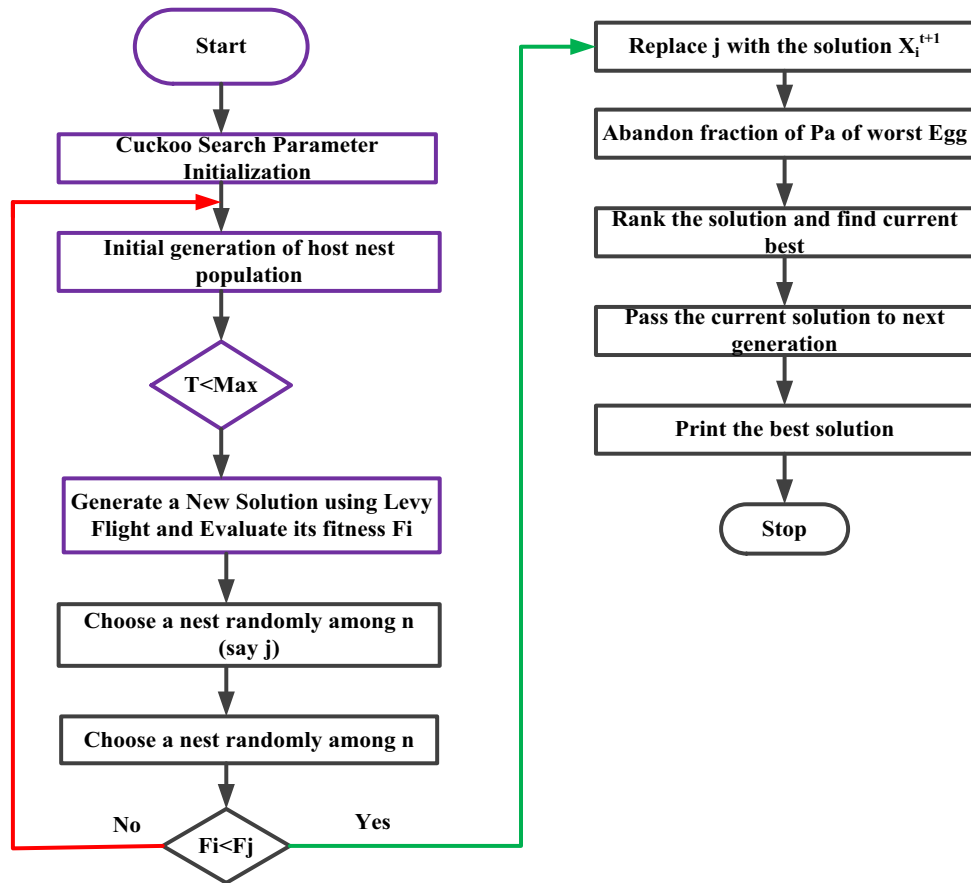 Start
Cuckoo Search Parameter
Initialization
Initial generation of host nest
population
T<Max
Generate a New Solution using Levy
Flight and Evaluate its fitness Fi
Choose a nest randomly among n
(say j)
Choose a nest randomly among n
No
Fi<Fj
Yes
Replace j with the solution Xᵢᵗ⁺¹
Abandon fraction of Pa of worst Egg
Rank the solution and find current
best
Pass the current solution to next
generation
Print the best solution
Stop